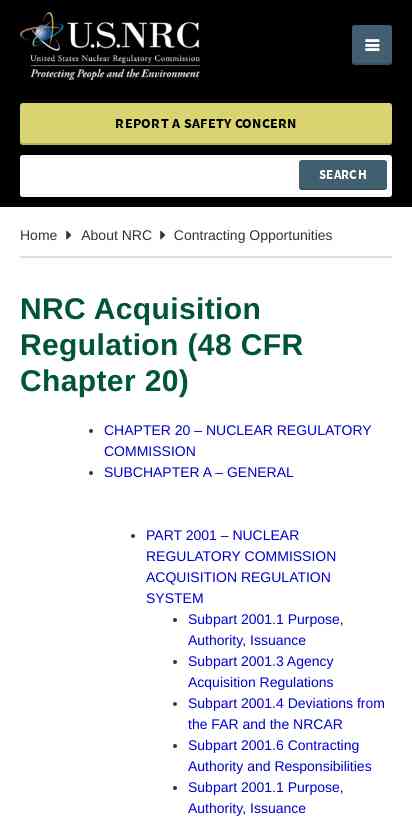 U.S.NRC
United States Nuclear Regulatory Commission
Protecting People and the Environment
REPORT A SAFETY CONCERN
SEARCH
Home About NRC Contracting Opportunities
NRC Acquisition
Regulation (48 CFR
Chapter 20)
• CHAPTER 20 – NUCLEAR REGULATORY
COMMISSION
• SUBCHAPTER A – GENERAL
• PART 2001 – NUCLEAR
REGULATORY COMMISSION
ACQUISITION REGULATION
SYSTEM
• Subpart 2001.1 Purpose,
Authority, Issuance
• Subpart 2001.3 Agency
Acquisition Regulations
• Subpart 2001.4 Deviations from
the FAR and the NRCAR
• Subpart 2001.6 Contracting
Authority and Responsibilities
• Subpart 2001.1 Purpose,
Authority, Issuance